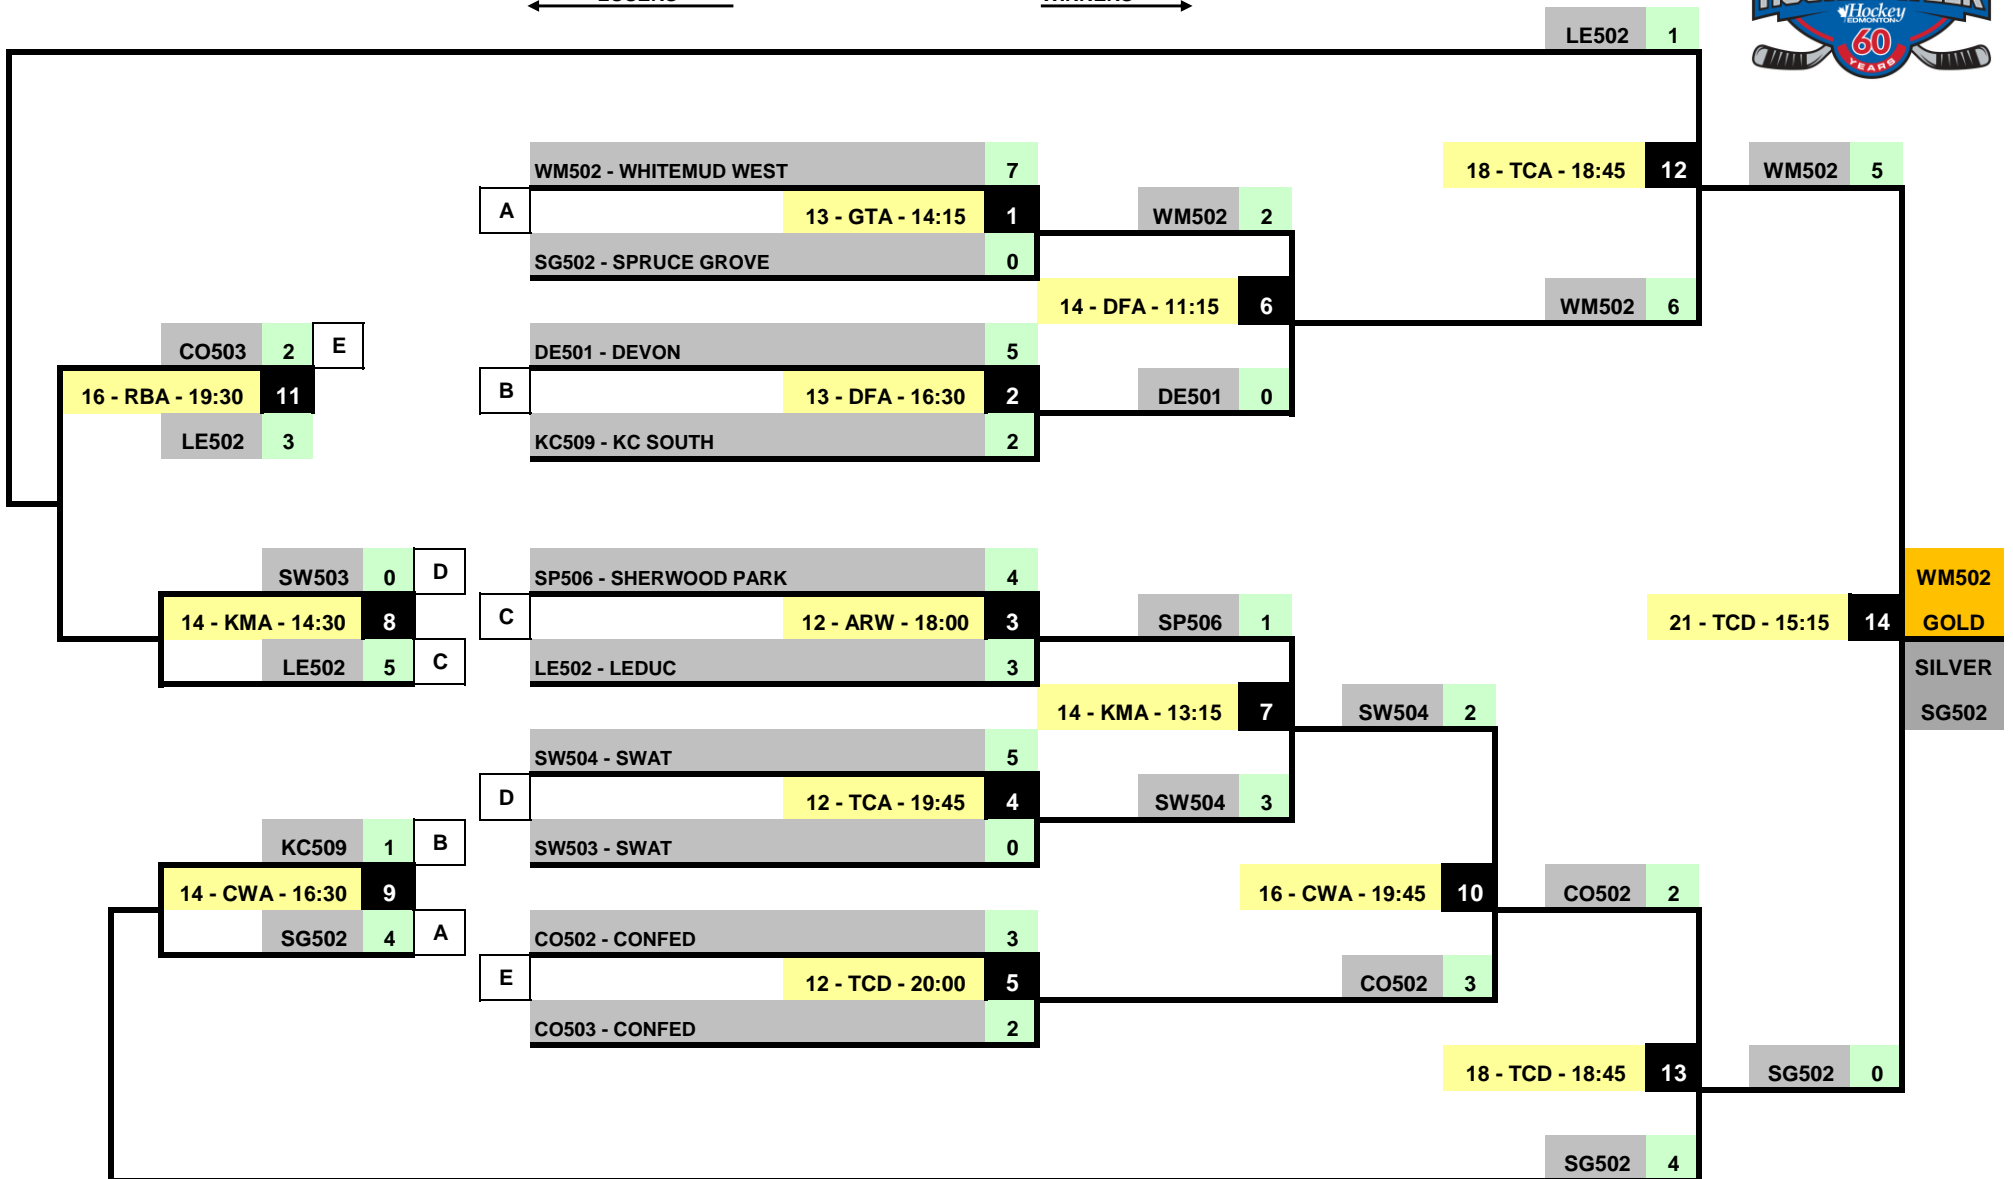 LE502 1
Hockey
EDMONTON
60
YEARS
WM502 - WHITEMUD WEST 7
18 - TCA - 18:45 12
WM502 5
A
13 - GTA - 14:15 1
WM502 2
SG502 - SPRUCE GROVE 0
14 - DFA - 11:15 6
WM502 6
CO503 2 E
DE501 - DEVON 5
16 - RBA - 19:30 11
B
13 - DFA - 16:30 2
DE501 0
LE502 3
KC509 - KC SOUTH 2
SW503 0 D
SP506 - SHERWOOD PARK 4
WM502
14 - KMA - 14:30 8
C
12 - ARW - 18:00 3
SP506 1
21 - TCD - 15:15 14
GOLD
LE502 5 C
LE502 - LEDUC 3
SILVER
14 - KMA - 13:15 7
SW504 2
SG502
SW504 - SWAT 5
D
12 - TCA - 19:45 4
SW504 3
KC509 1 B
SW503 - SWAT 0
14 - CWA - 16:30 9
16 - CWA - 19:45 10
CO502 2
SG502 4 A
CO502 - CONFED 3
E
12 - TCD - 20:00 5
CO502 3
CO503 - CONFED 2
18 - TCD - 18:45 13
SG502 0
SG502 4